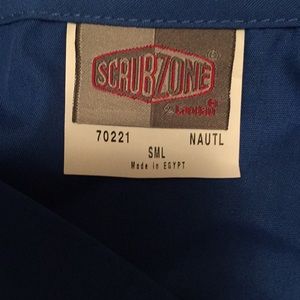 SCRUBZONE ®
by Landau®
70221 NAUTL
SML
Made in EGYPT